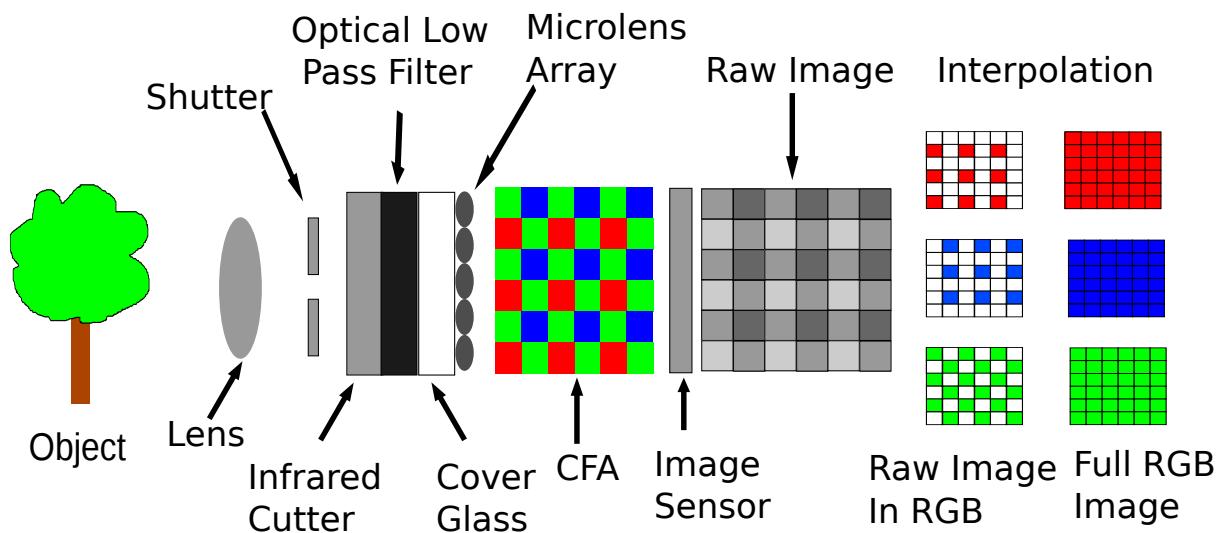 Optical Low
Pass Filter
Microlens
Array
Raw Image
Interpolation
Shutter
Object
Lens
Infrared
Cutter
Cover
Glass
CFA
Image
Sensor
Raw Image
In RGB
Full RGB
Image